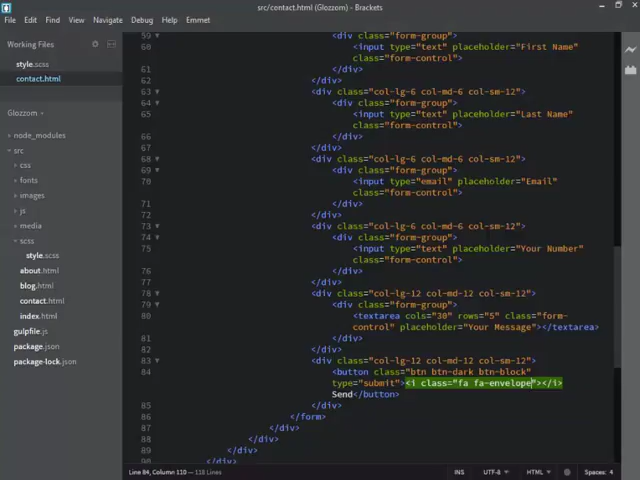 src/contact.html (Glozzom) - Brackets
File Edit Find View Navigate Debug Help Emmet
Working Files
style.scss
contact.html
Glozzom
node_modules
src
css
fonts
images
js
media
scss
style.scss
about.html
blog.html
contact.html
index.html
gulpfile.js
package.json
package-lock.json
59 <div class="form-group">
60 <input type="text" placeholder="First Name"
class="form-control">
61 </div>
62 </div>
63 <div class="col-lg-6 col-md-6 col-sm-12">
64 <div class="form-group">
65 <input type="text" placeholder="Last Name"
class="form-control">
66 </div>
67 </div>
68 <div class="col-lg-6 col-md-6 col-sm-12">
69 <div class="form-group">
70 <input type="email" placeholder="Email"
class="form-control">
71 </div>
72 </div>
73 <div class="col-lg-6 col-md-6 col-sm-12">
74 <div class="form-group">
75 <input type="text" placeholder="Your Number"
class="form-control">
76 </div>
77 </div>
78 <div class="col-lg-12 col-md-12 col-sm-12">
79 <div class="form-group">
80 <textarea cols="30" rows="5" class="form-
control" placeholder="Your Message"></textarea>
81 </div>
82 </div>
83 <div class="col-lg-12 col-md-12 col-sm-12">
84 <button class="btn btn-dark btn-block"
type="submit"><i class="fa fa-envelope"></i>
Send</button>
85 </div>
86 </form>
87 </div>
88 </div>
89 </div>
90 </div>
Line 84, Column 110 — 118 Lines INS UTF-8 HTML Spaces: 4